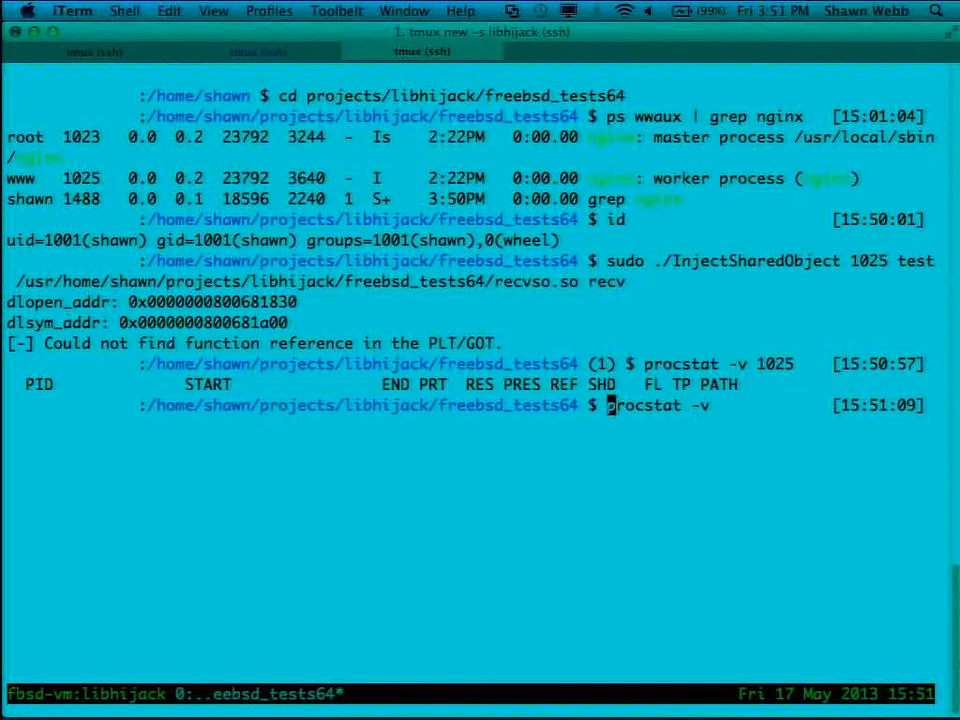 iTerm Shell Edit View Profiles Toolbelt Window Help (99%) Fri 3:51 PM Shawn Webb
1. tmux new -s libhijack (ssh)
tmux (ssh) tmux (ssh) tmux (ssh)
:/home/shawn $ cd projects/libhijack/freebsd_tests64
:/home/shawn/projects/libhijack/freebsd_tests64 $ ps wwaux | grep nginx [15:01:04]
root 1023 0.0 0.2 23792 3244 - Is 2:22PM 0:00.00 nginx: master process /usr/local/sbin
/nginx
www 1025 0.0 0.2 23792 3640 - I 2:22PM 0:00.00 nginx: worker process (nginx)
shawn 1488 0.0 0.1 18596 2240 1 S+ 3:50PM 0:00.00 grep nginx
:/home/shawn/projects/libhijack/freebsd_tests64 $ id [15:50:01]
uid=1001(shawn) gid=1001(shawn) groups=1001(shawn),0(wheel)
:/home/shawn/projects/libhijack/freebsd_tests64 $ sudo ./InjectSharedObject 1025 test
/usr/home/shawn/projects/libhijack/freebsd_tests64/recvso.so recv
dlopen_addr: 0x0000000800681830
dlsym_addr: 0x0000000800681a00
[-] Could not find function reference in the PLT/GOT.
:/home/shawn/projects/libhijack/freebsd_tests64 (1) $ procstat -v 1025 [15:50:57]
PID START END PRT RES PRES REF SHD FL TP PATH
:/home/shawn/projects/libhijack/freebsd_tests64 $ procstat -v [15:51:09]
fbsd-vm:libhijack 0:..eebsd_tests64* Fri 17 May 2013 15:51